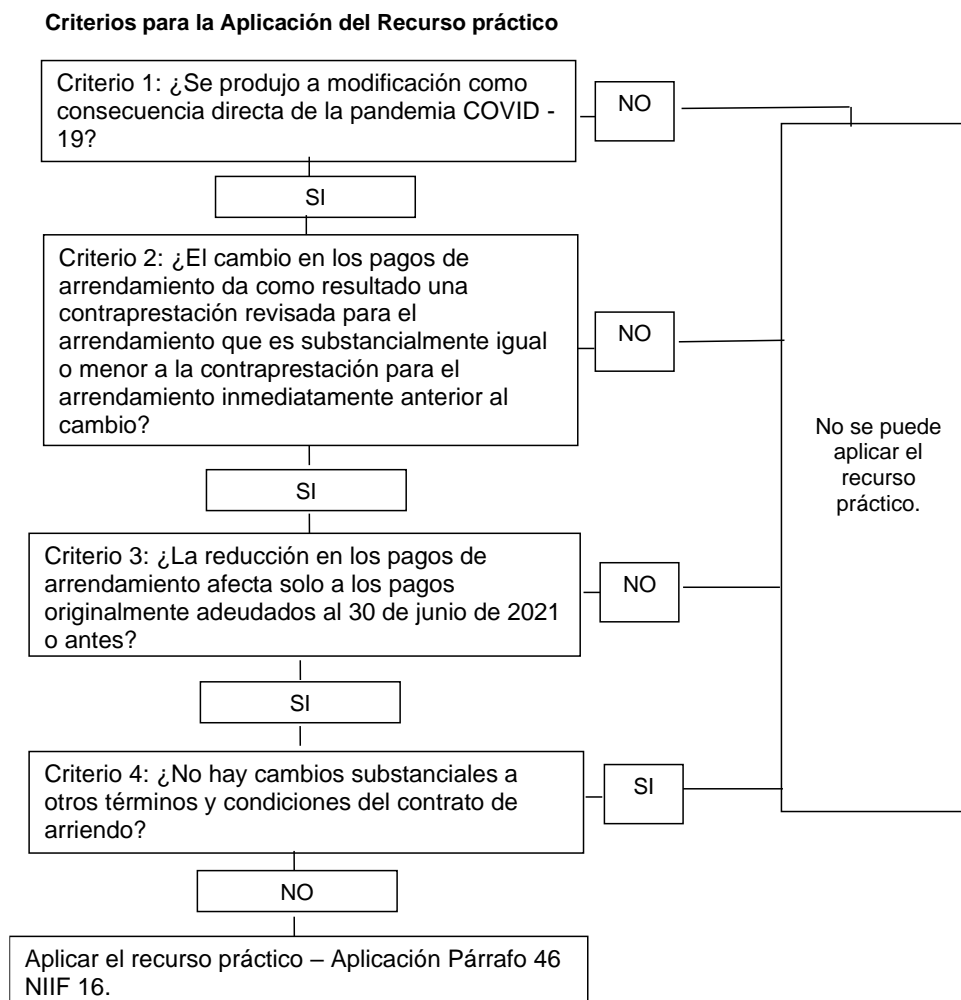 Criterios para la Aplicación del Recurso práctico
Criterio 1: ¿Se produjo a modificación como
consecuencia directa de la pandemia COVID -
19?
NO
SI
Criterio 2: ¿El cambio en los pagos de
arrendamiento da como resultado una
contraprestación revisada para el
arrendamiento que es substancialmente igual
o menor a la contraprestación para el
arrendamiento inmediatamente anterior al
cambio?
NO
No se puede
aplicar el
recurso
práctico.
SI
Criterio 3: ¿La reducción en los pagos de
arrendamiento afecta solo a los pagos
originalmente adeudados al 30 de junio de 2021
o antes?
NO
SI
Criterio 4: ¿No hay cambios substanciales a
otros términos y condiciones del contrato de
arriendo?
SI
NO
Aplicar el recurso práctico – Aplicación Párrafo 46
NIIF 16.